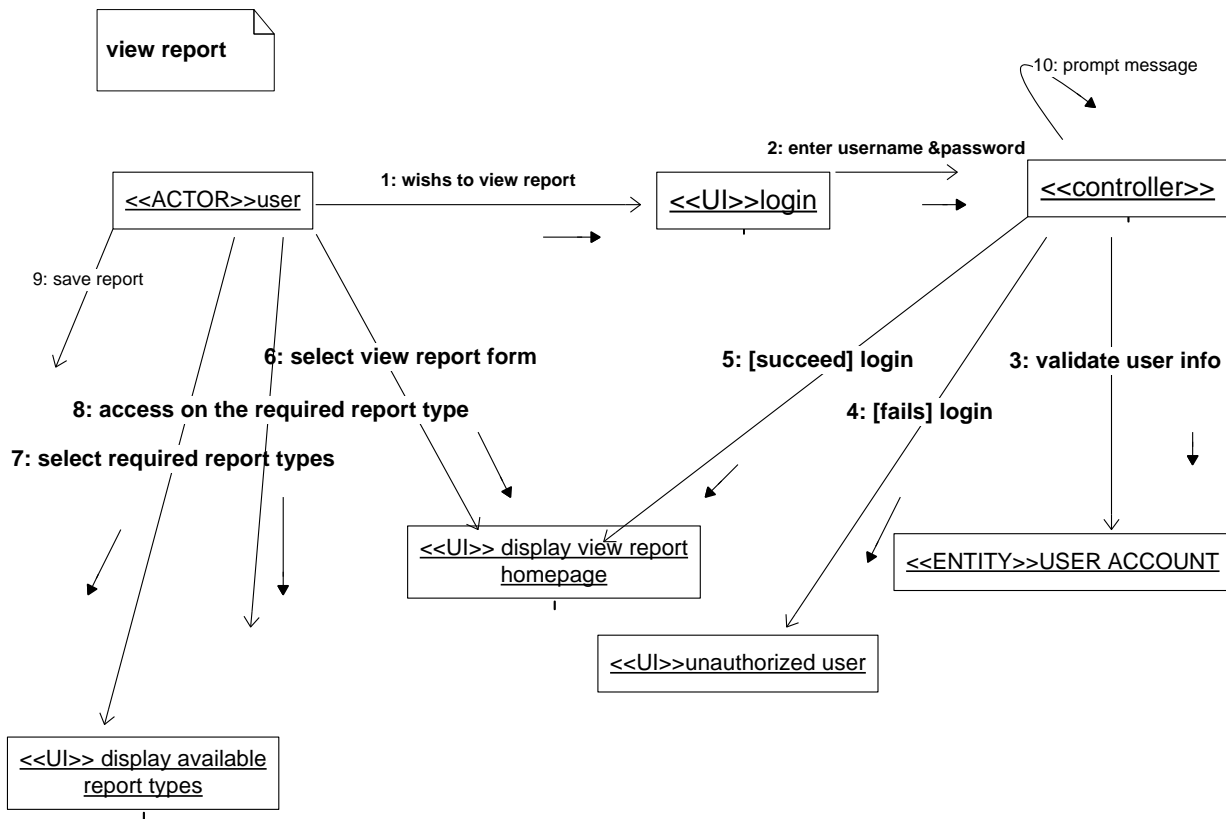 view report
10: prompt message
2: enter username &password
1: wishs to view report
<<ACTOR>>user
<<UI>>login
<<controller>>
9: save report
6: select view report form
5: [succeed] login
3: validate user info
8: access on the required report type
4: [fails] login
7: select required report types
<<UI>> display view report
homepage
<<ENTITY>>USER ACCOUNT
<<UI>>unauthorized user
<<UI>> display available
report types